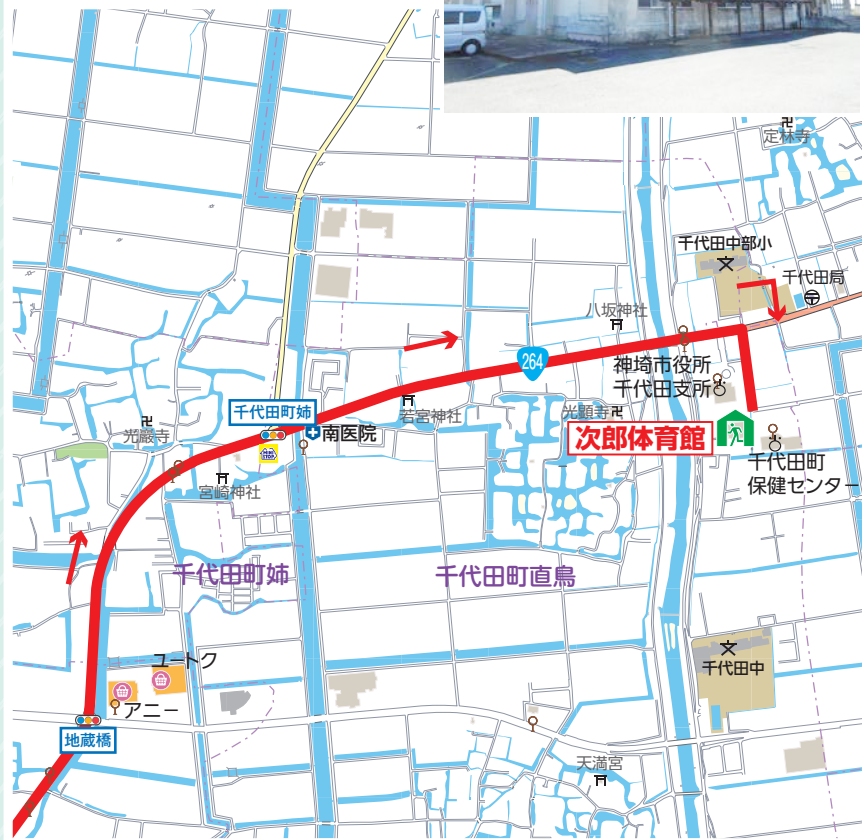 定林寺
千代田中部小
千代田局
八坂神社
264
神埼市役所
千代田支所
千代田町姉
南医院
若宮神社
光顕寺
次郎体育館
光巌寺
MINI
STOP
宮崎神社
千代田町
保健センター
千代田町姉
千代田町直鳥
ユートク
千代田中
アニー
地蔵橋
天満宮